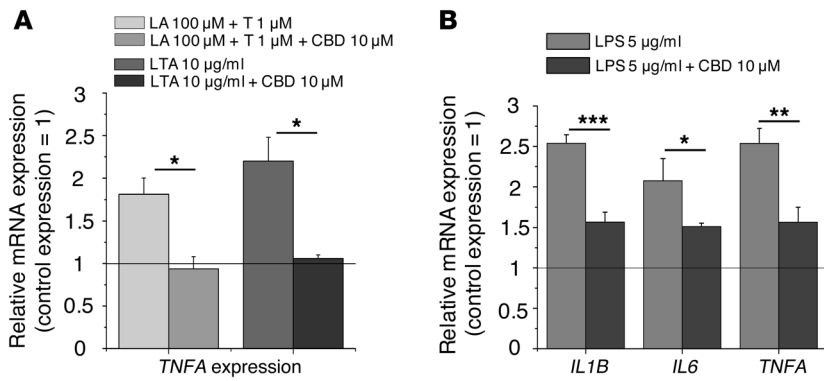 A
LA 100 µM + T 1 µM
LA 100 µM + T 1 µM + CBD 10 µM
LTA 10 µg/ml
LTA 10 µg/ml + CBD 10 µM
Relative mRNA expression
(control expression = 1)
3
2.5
2
1.5
1
0.5
0
*
*
TNFA expression
B
LPS 5 µg/ml
LPS 5 µg/ml + CBD 10 µM
Relative mRNA expression
(control expression = 1)
3
2.5
2
1.5
1
0.5
0
***
*
**
IL1B IL6 TNFA